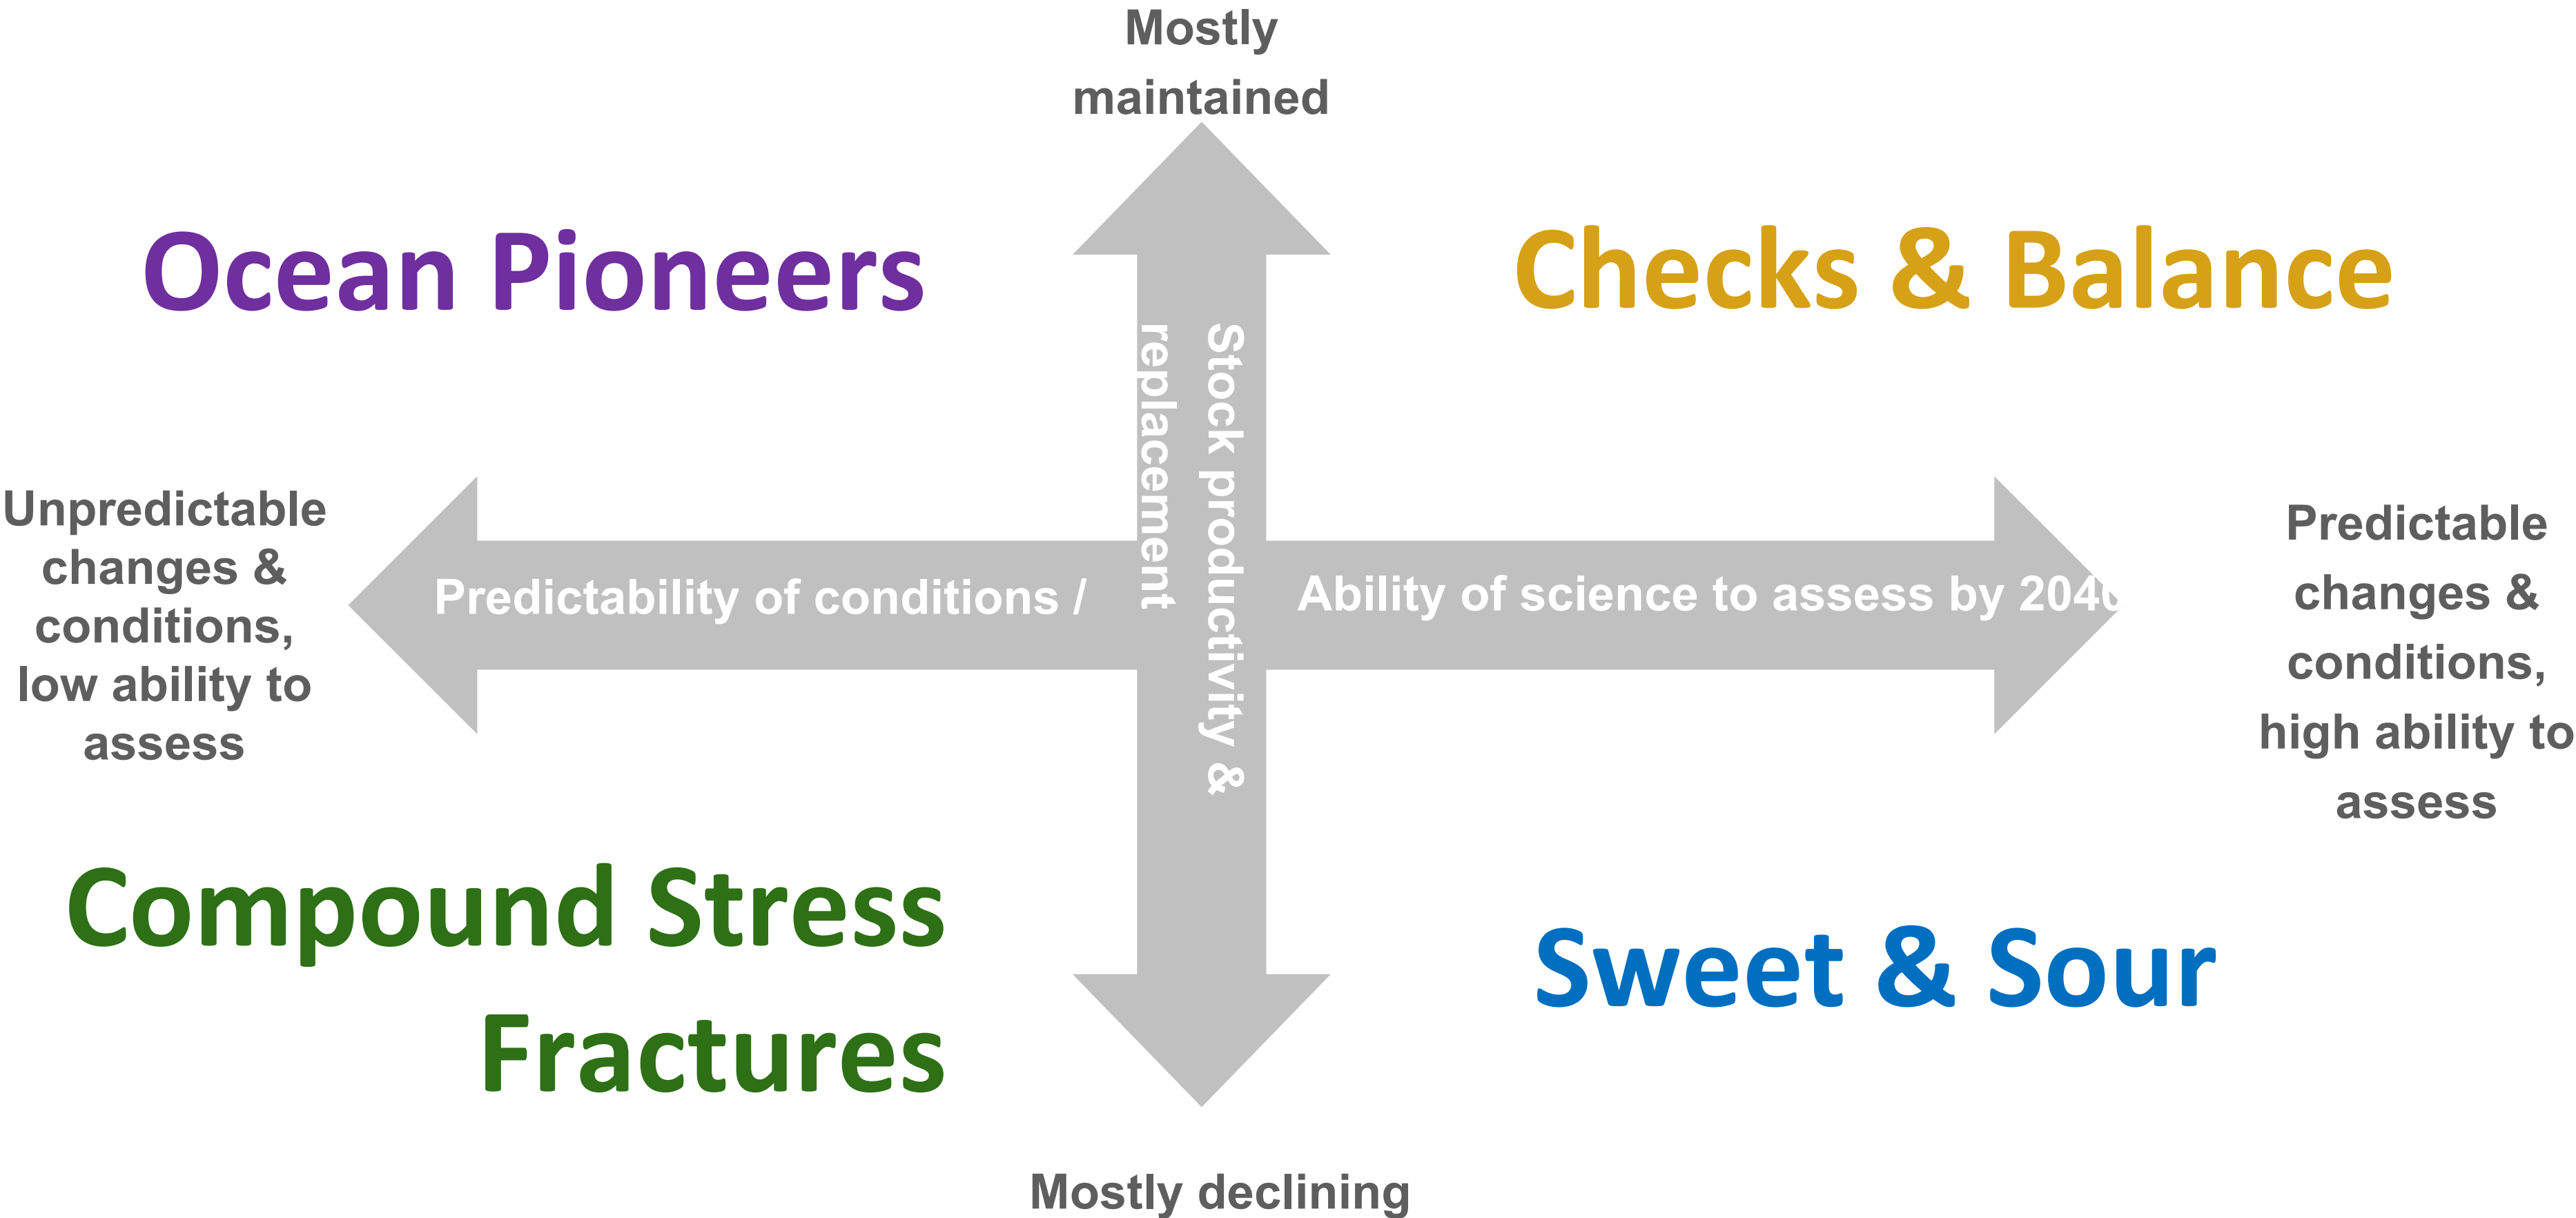 Mostly
maintained
Ocean Pioneers
Checks & Balance
Stock productivity &
replacement
Unpredictable
changes &
conditions,
low ability to
assess
Predictability of conditions /
Ability of science to assess by 2040
Predictable
changes &
conditions,
high ability to
assess
Compound Stress
Fractures
Sweet & Sour
Mostly declining